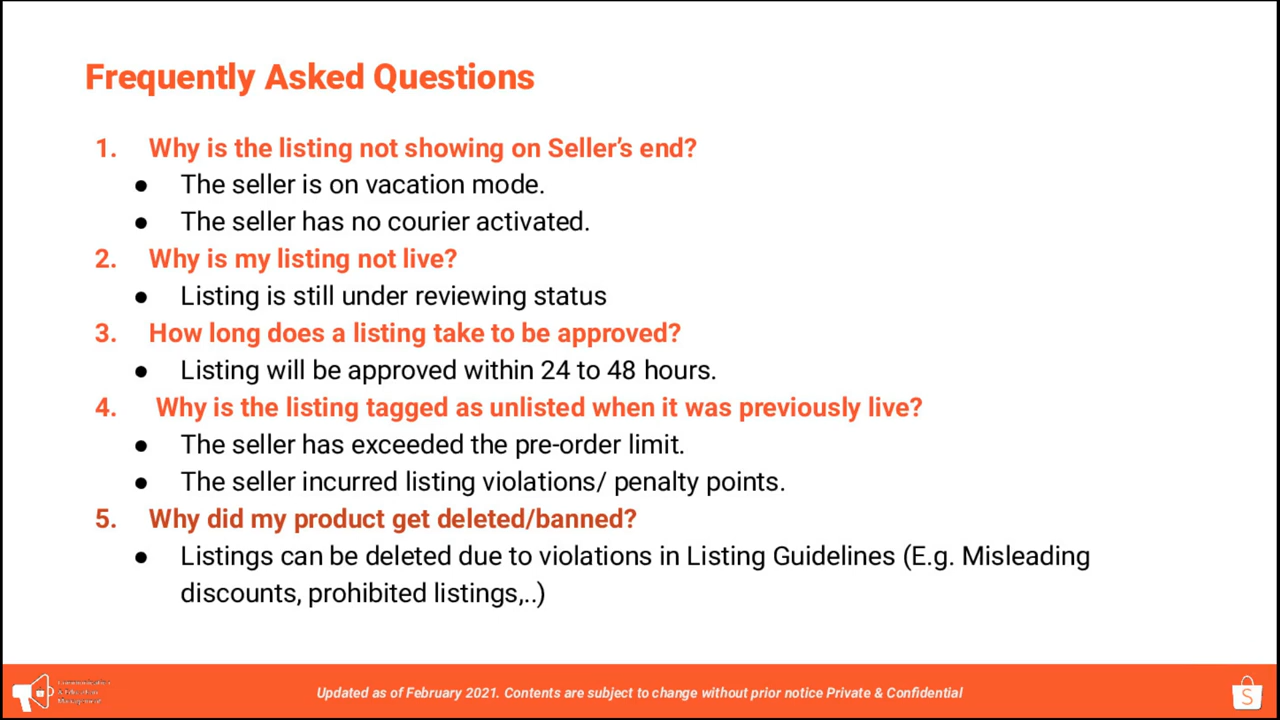 Frequently Asked Questions
1. Why is the listing not showing on Seller's end?
● The seller is on vacation mode.
● The seller has no courier activated.
2. Why is my listing not live?
● Listing is still under reviewing status
3. How long does a listing take to be approved?
● Listing will be approved within 24 to 48 hours.
4. Why is the listing tagged as unlisted when it was previously live?
● The seller has exceeded the pre-order limit.
● The seller incurred listing violations/ penalty points.
5. Why did my product get deleted/banned?
● Listings can be deleted due to violations in Listing Guidelines (E.g. Misleading
discounts, prohibited listings,..)
Updated as of February 2021. Contents are subject to change without prior notice Private & Confidential
S